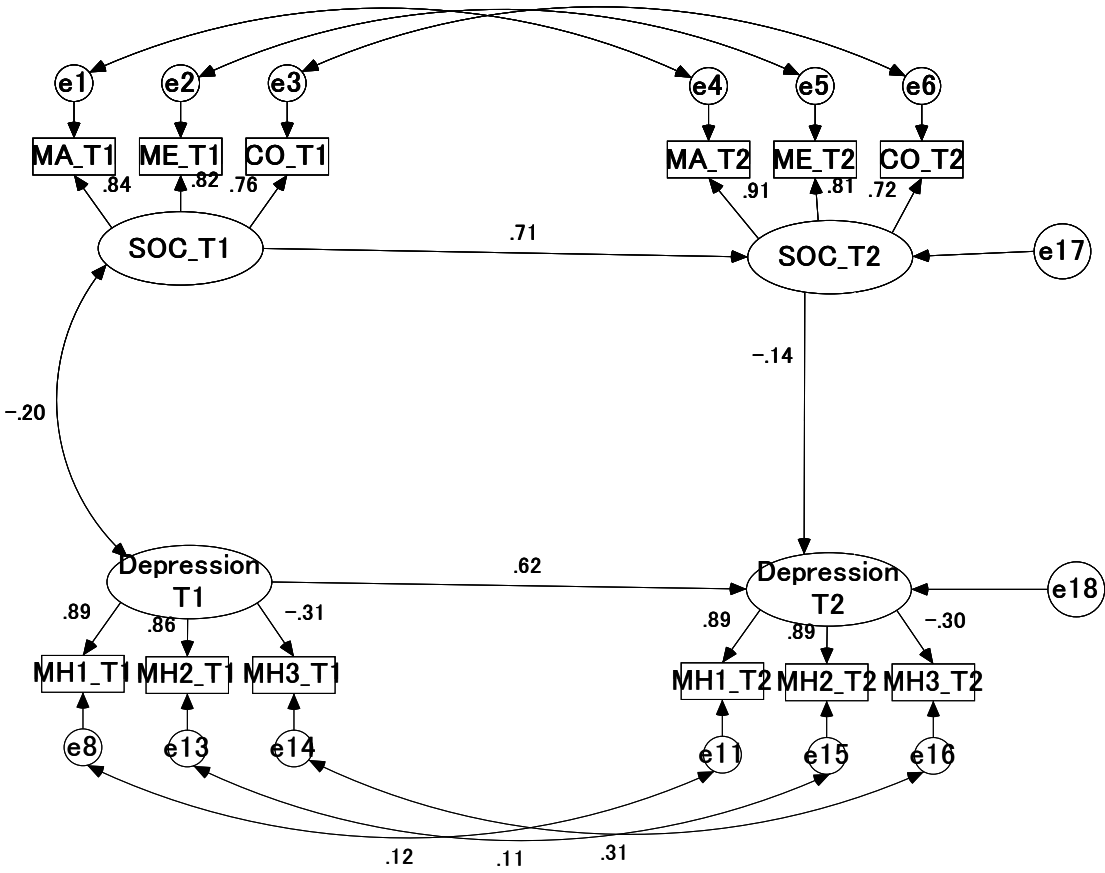 e1
e2
e3
e4
e5
e6
MA_T1
ME_T1
CO_T1
MA_T2
ME_T2
CO_T2
.84
.82
.76
.91
.81
.72
SOC_T1
.71
SOC_T2
e17
-.14
-.20
Depression
T1
.62
Depression
T2
e18
.89
.86
-.31
.89
.89
-.30
MH1_T1
MH2_T1
MH3_T1
MH1_T2
MH2_T2
MH3_T2
e8
e13
e14
e11
e15
e16
.12
.11
.31